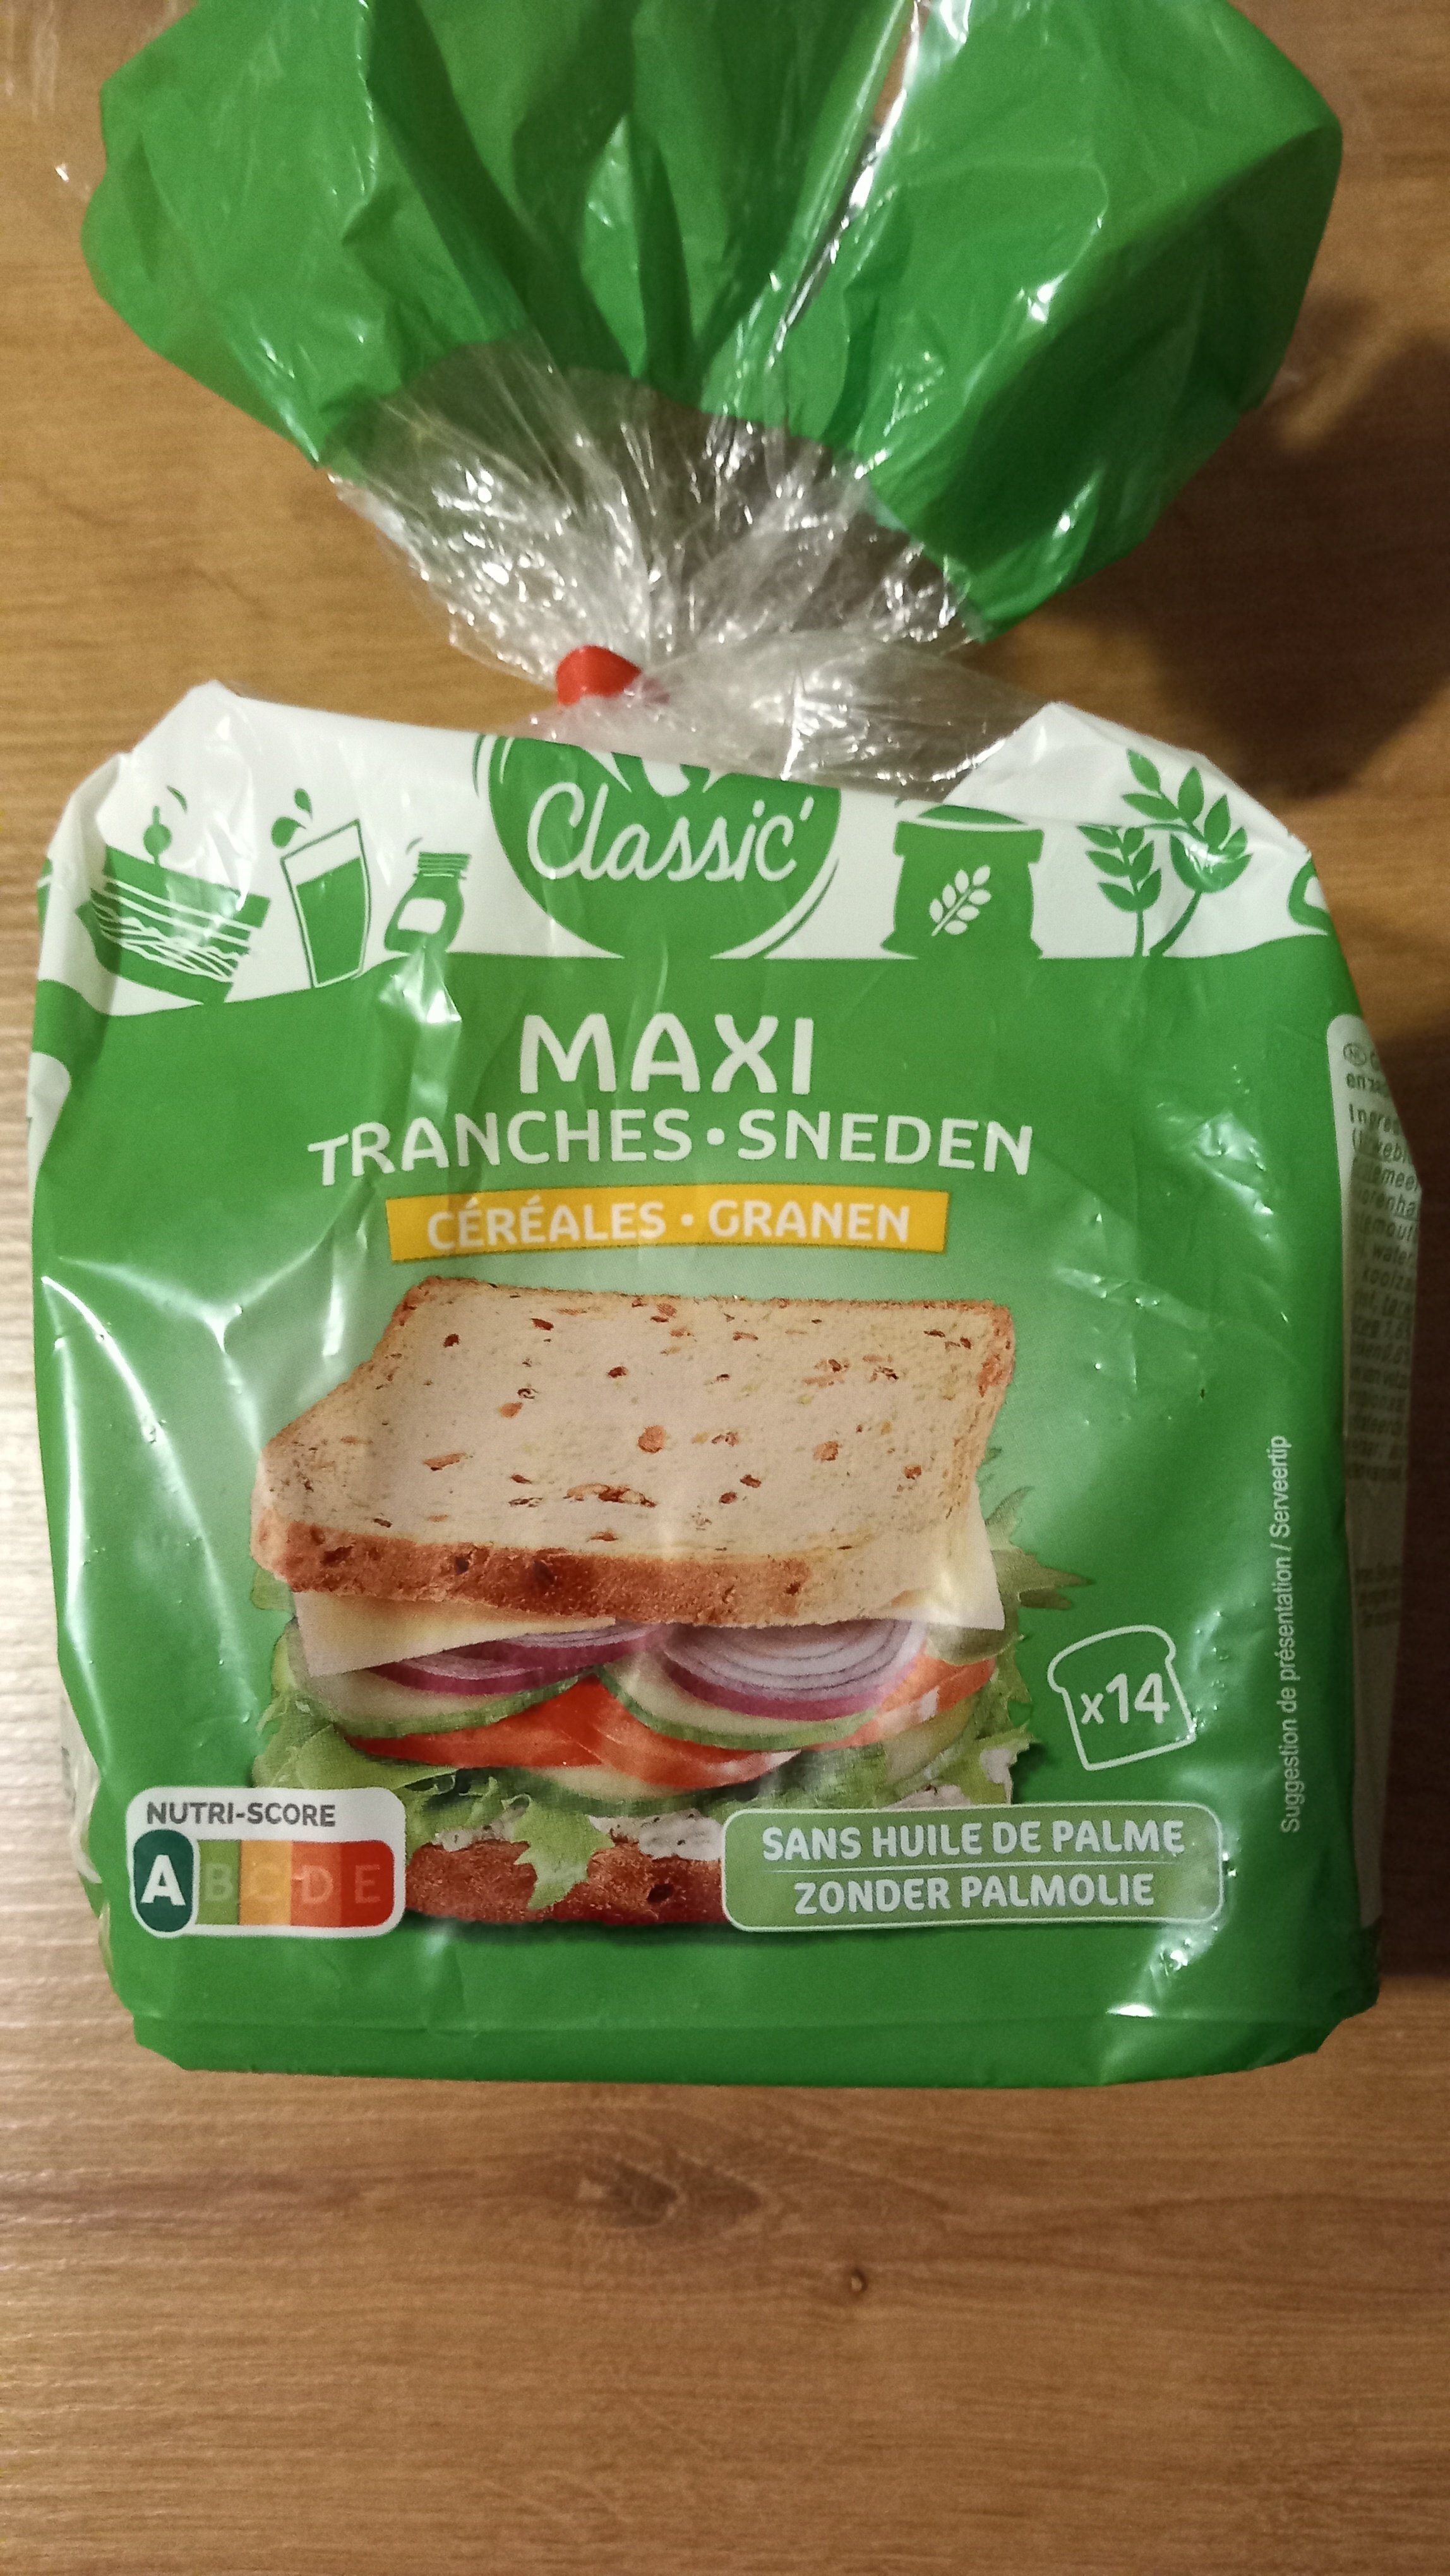 Classic'
MAXI
TRANCHES • SNEDEN
CÉRÉALES • GRANEN
x14
Suggestion de présentation / Serveertip
NUTRI-SCORE
A B C D E
SANS HUILE DE PALME
ZONDER PALMOLIE